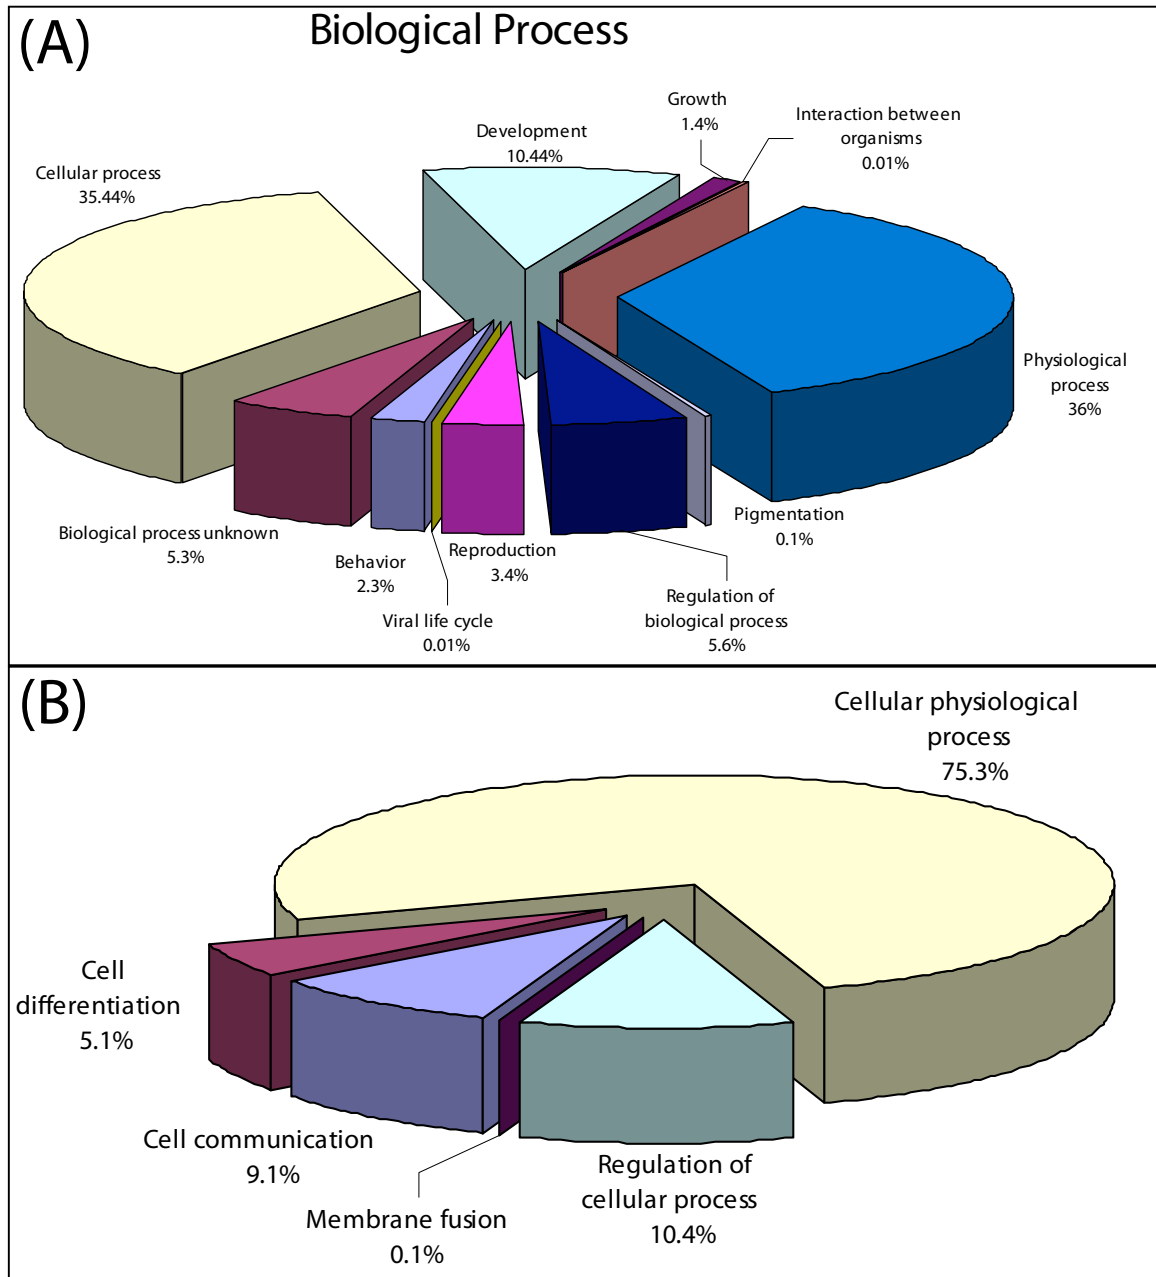 (A)
Biological Process
Growth
1.4%
Interaction between
organisms
0.01%
Development
10.44%
Cellular process
35.44%
Physiological
process
36%
Pigmentation
0.1%
Biological process unknown
5.3%
Behavior
2.3%
Reproduction
3.4%
Viral life cycle
0.01%
Regulation of
biological process
5.6%
(B)
Cellular physiological
process
75.3%
Cell
differentiation
5.1%
Cell communication
9.1%
Membrane fusion
0.1%
Regulation of
cellular process
10.4%